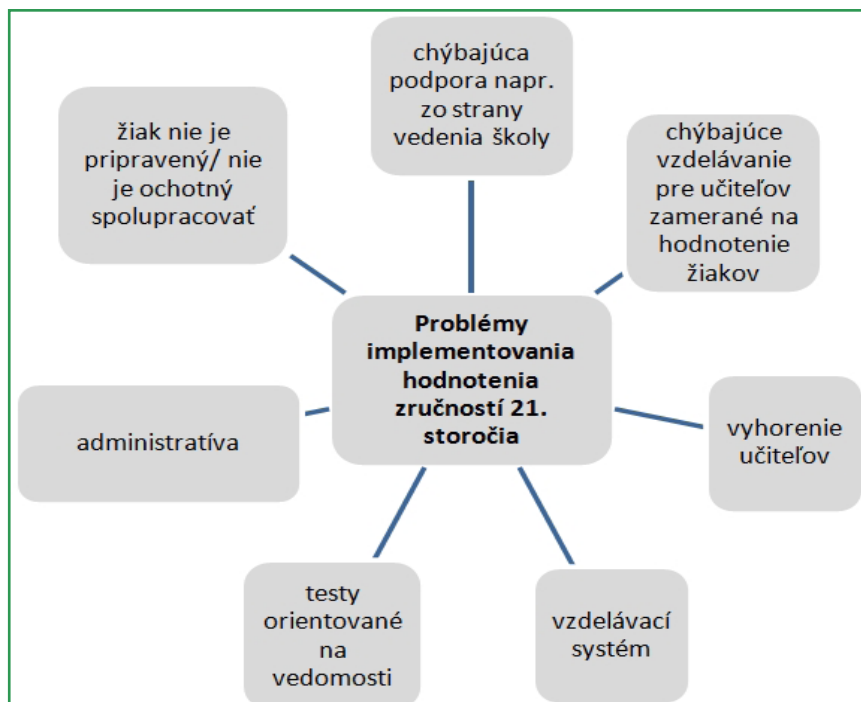 chýbajúca
podpora napr.
zo strany
vedenia školy
žiak nie je
pripravený/ nie
je ochotný
spolupracovať
chýbajúce
vzdelávanie
pre učiteľov
zamerané na
hodnotenie
žiakov
Problémy
implementovania
hodnotenia
zručností 21.
storočia
administratíva
vyhorenie
učiteľov
testy
orientované
na
vedomosti
vzdelávací
systém